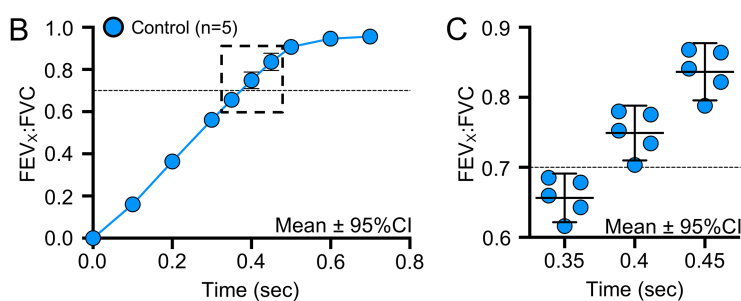 B
Control (n=5)
FEVX:FVC
1.0
0.8
0.6
0.4
0.2
0.0
Mean ± 95%CI
0.0 0.2 0.4 0.6 0.8
Time (sec)
C
FEVX:FVC
0.9
0.8
0.7
0.6
Mean ± 95%CI
0.35 0.4 0.45
Time (sec)